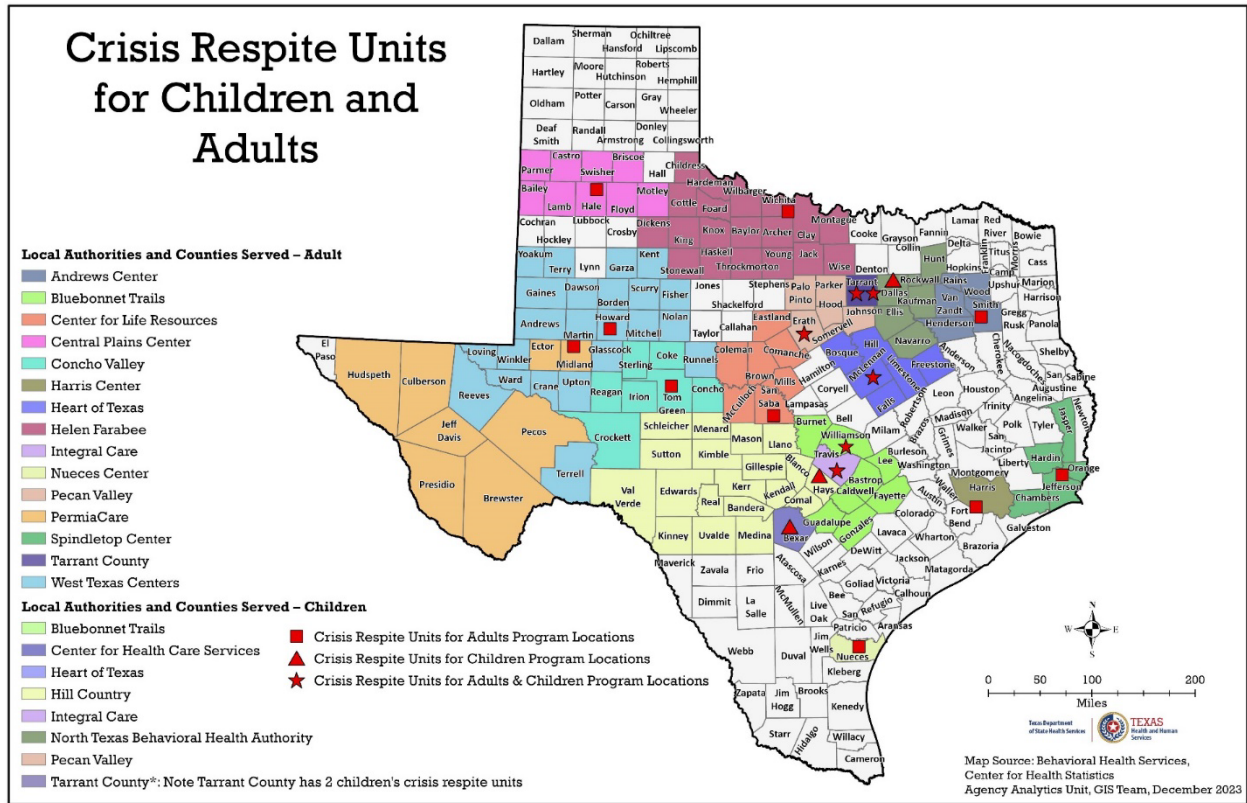 Crisis Respite Units
for Children and
Adults
Local Authorities and Counties Served – Adult
Andrews Center
Bluebonnet Trails
Center for Life Resources
Central Plains Center
Concho Valley
Harris Center
Heart of Texas
Helen Farabee
Integral Care
Nueces Center
Pecan Valley
PermiaCare
Spindletop Center
Tarrant County
West Texas Centers
Local Authorities and Counties Served – Children
Bluebonnet Trails
Center for Health Care Services
Heart of Texas
Hill Country
Integral Care
North Texas Behavioral Health Authority
Pecan Valley
Tarrant County*: Note Tarrant County has 2 children's crisis respite units
Crisis Respite Units for Adults Program Locations
Crisis Respite Units for Children Program Locations
Crisis Respite Units for Adults & Children Program Locations
Dallam
Sherman
Hansford
Ochiltree
Lipscomb
Hartley
Moore
Hutchinson
Roberts
Hemphill
Oldham
Potter
Carson
Gray
Wheeler
Deaf
Smith
Randall
Armstrong
Donley
Collingsworth
Parmer
Castro
Swisher
Briscoe
Hall
Childress
Hardeman
Bailey
Lamb
Hale
Floyd
Motley
Cottle
Foard
Wilbarger
Wichita
Cochran
Hockley
Lubbock
Crosby
Dickens
King
Knox
Baylor
Archer
Clay
Montague
Cooke
Grayson
Fannin
Lamar
Red
River
Bowie
Yoakum
Terry
Lynn
Garza
Kent
Stonewall
Haskell
Throckmorton
Young
Jack
Wise
Denton
Collin
Hunt
Delta
Hopkins
Franklin
Titus
Camp
Morris
Cass
Gaines
Dawson
Borden
Scurry
Fisher
Jones
Shackelford
Stephens
Palo
Pinto
Parker
Tarrant
Dallas
Rockwall
Kaufman
Rains
Van
Zandt
Wood
Upshur
Marion
Harrison
Smith
Gregg
Andrews
Martin
Howard
Mitchell
Nolan
Taylor
Callahan
Eastland
Erath
Hood
Somervell
Johnson
Ellis
Navarro
Henderson
Rusk
Panola
El
Paso
Hudspeth
Culberson
Loving
Winkler
Ector
Midland
Glasscock
Sterling
Coke
Runnels
Coleman
Brown
Comanche
Mills
Hamilton
Bosque
Hill
McLennan
Limestone
Freestone
Anderson
Cherokee
Nacogdoches
Shelby
Reeves
Ward
Crane
Upton
Reagan
Irion
Tom
Green
Concho
McCulloch
San
Saba
Lampasas
Coryell
Falls
Robertson
Leon
Houston
San
Augustine
Sabine
Angelina
Trinity
Jeff
Davis
Pecos
Crockett
Schleicher
Menard
Mason
Llano
Burnet
Bell
Milam
Brazos
Madison
Walker
Polk
Tyler
Jasper
Newton
Presidio
Brewster
Terrell
Sutton
Kimble
Gillespie
Blanco
Williamson
Travis
Lee
Burleson
Washington
Grimes
San
Jacinto
Montgomery
Liberty
Hardin
Orange
Jefferson
Val
Verde
Edwards
Real
Kerr
Bandera
Kendall
Comal
Hays
Caldwell
Bastrop
Fayette
Austin
Waller
Harris
Chambers
Kinney
Uvalde
Medina
Bexar
Guadalupe
Gonzales
Lavaca
Colorado
Fort
Bend
Galveston
Wharton
Brazoria
Maverick
Zavala
Frio
Atascosa
Wilson
Karnes
DeWitt
Jackson
Matagorda
Dimmit
La
Salle
McMullen
Live
Oak
Bee
Goliad
Victoria
Calhoun
Refugio
Aransas
San
Patricio
Webb
Duval
Jim
Wells
Nueces
Kleberg
Zapata
Jim
Hogg
Brooks
Kenedy
Starr
Hidalgo
Willacy
Cameron
N
W
E
S
0 50 100 200
Miles
Texas Department
of State Health Services
TEXAS
Health and Human
Services
Map Source: Behavioral Health Services,
Center for Health Statistics
Agency Analytics Unit, GIS Team, December 2023